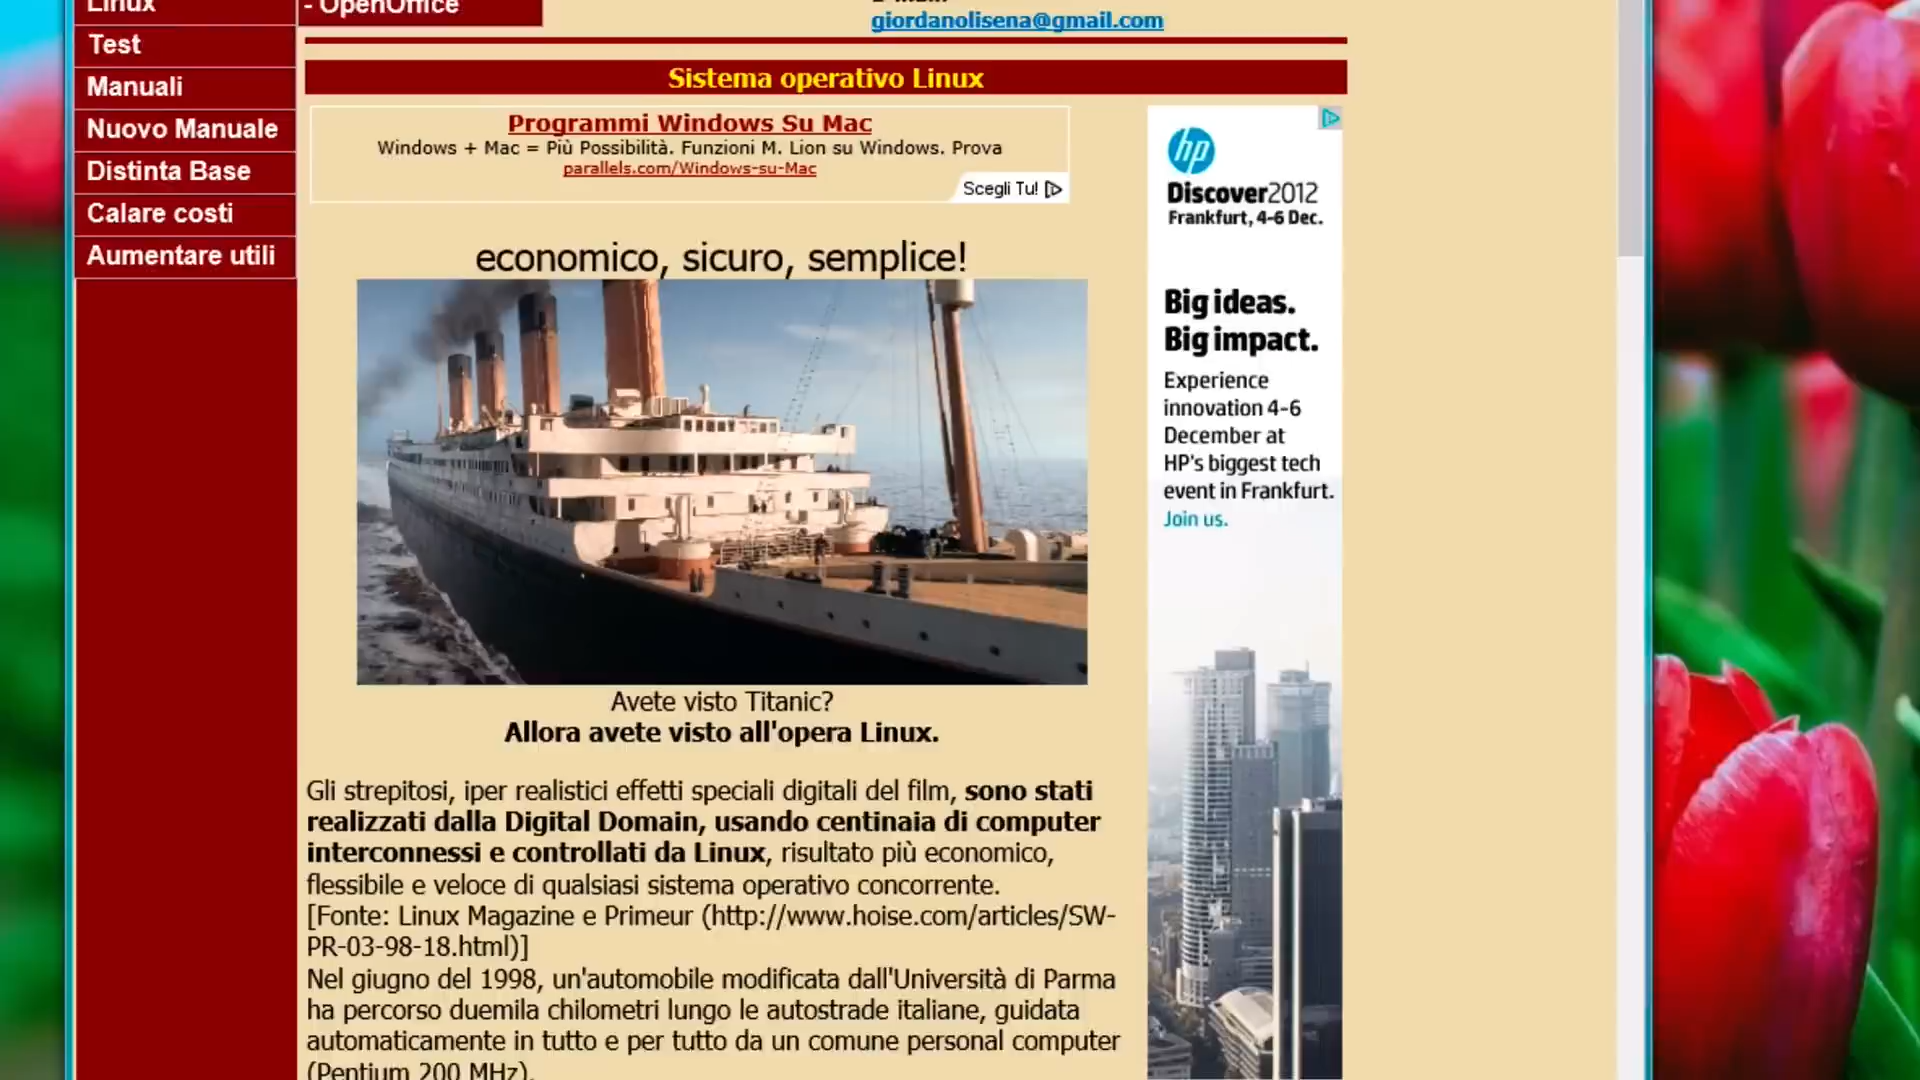 Linux
- OpenOffice
giordanolisena@gmail.com
Test
Manuali
Nuovo Manuale
Distinta Base
Calare costi
Aumentare utili
Sistema operativo Linux
Programmi Windows Su Mac
Windows + Mac = Più Possibilità. Funzioni M. Lion su Windows. Prova
parallels.com/Windows-su-Mac
Scegli Tu!
economico, sicuro, semplice!
Avete visto Titanic?
Allora avete visto all'opera Linux.
Gli strepitosi, iper realistici effetti speciali digitali del film, sono stati
realizzati dalla Digital Domain, usando centinaia di computer
interconnessi e controllati da Linux, risultato più economico,
flessibile e veloce di qualsiasi sistema operativo concorrente.
[Fonte: Linux Magazine e Primeur (http://www.hoise.com/articles/SW-
PR-03-98-18.html)]
Nel giugno del 1998, un'automobile modificata dall'Università di Parma
ha percorso duemila chilometri lungo le autostrade italiane, guidata
automaticamente in tutto e per tutto da un comune personal computer
(Pentium 200 MHz).
hp
Discover2012
Frankfurt, 4-6 Dec.
Big ideas.
Big impact.
Experience
innovation 4-6
December at
HP's biggest tech
event in Frankfurt.
Join us.